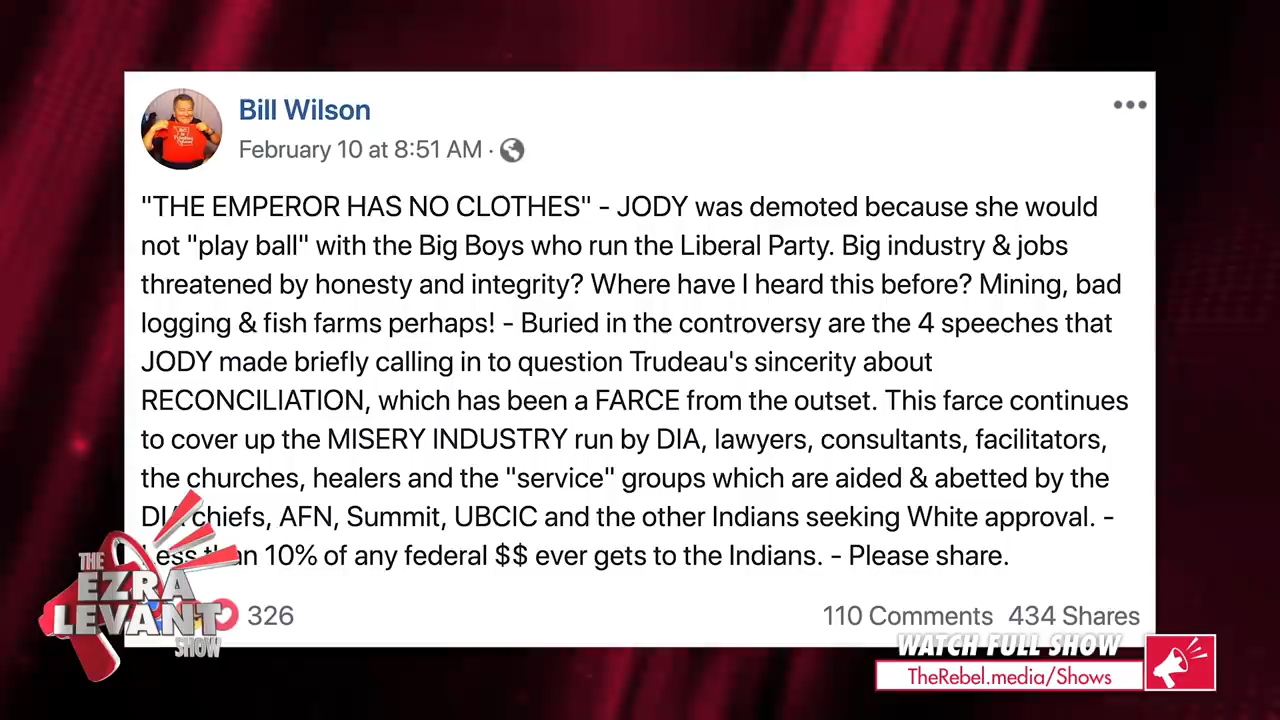 Bill Wilson
February 10 at 8:51 AM ·
"THE EMPEROR HAS NO CLOTHES" - JODY was demoted because she would
not "play ball" with the Big Boys who run the Liberal Party. Big industry & jobs
threatened by honesty and integrity? Where have I heard this before? Mining, bad
logging & fish farms perhaps! - Buried in the controversy are the 4 speeches that
JODY made briefly calling in to question Trudeau's sincerity about
RECONCILIATION, which has been a FARCE from the outset. This farce continues
to cover up the MISERY INDUSTRY run by DIA, lawyers, consultants, facilitators,
the churches, healers and the "service" groups which are aided & abetted by the
DIA chiefs, AFN, Summit, UBCIC and the other Indians seeking White approval. -
Less than 10% of any federal $$ ever gets to the Indians. - Please share.
326
110 Comments 434 Shares
THE
EZRA
LEVANT
SHOW
WATCH FULL SHOW
TheRebel.media/Shows